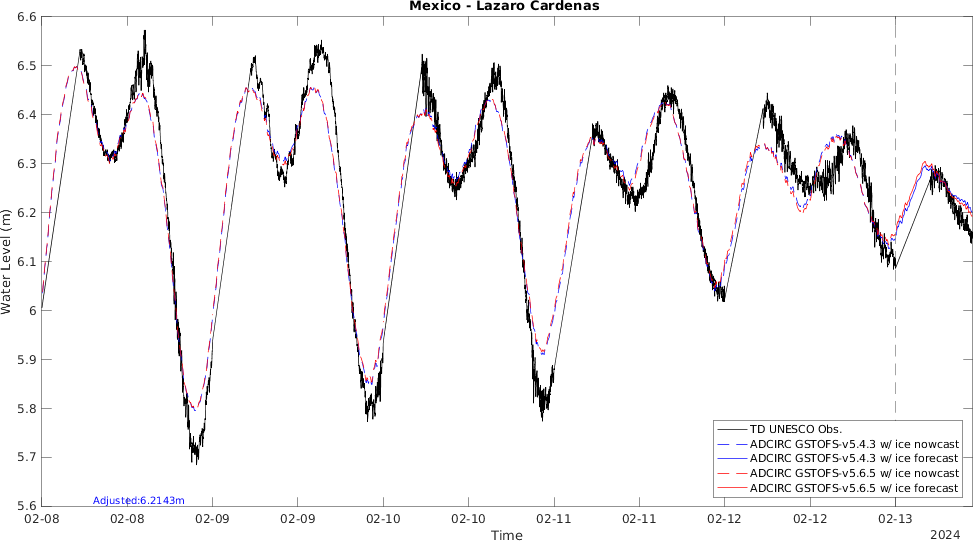 Mexico - Lazaro Cardenas
6.6
6.5
6.4
6.3
6.2
6.1
6
5.9
5.8
5.7
5.6
Water Level (m)
TD UNESCO Obs.
ADCIRC GSTOFS-v5.4.3 w/ ice nowcast
ADCIRC GSTOFS-v5.4.3 w/ ice forecast
ADCIRC GSTOFS-v5.6.5 w/ ice nowcast
ADCIRC GSTOFS-v5.6.5 w/ ice forecast
Adjusted:6.2143m
02-08 02-08 02-09 02-09 02-10 02-10 02-11 02-11 02-12 02-12 02-13
Time
2024